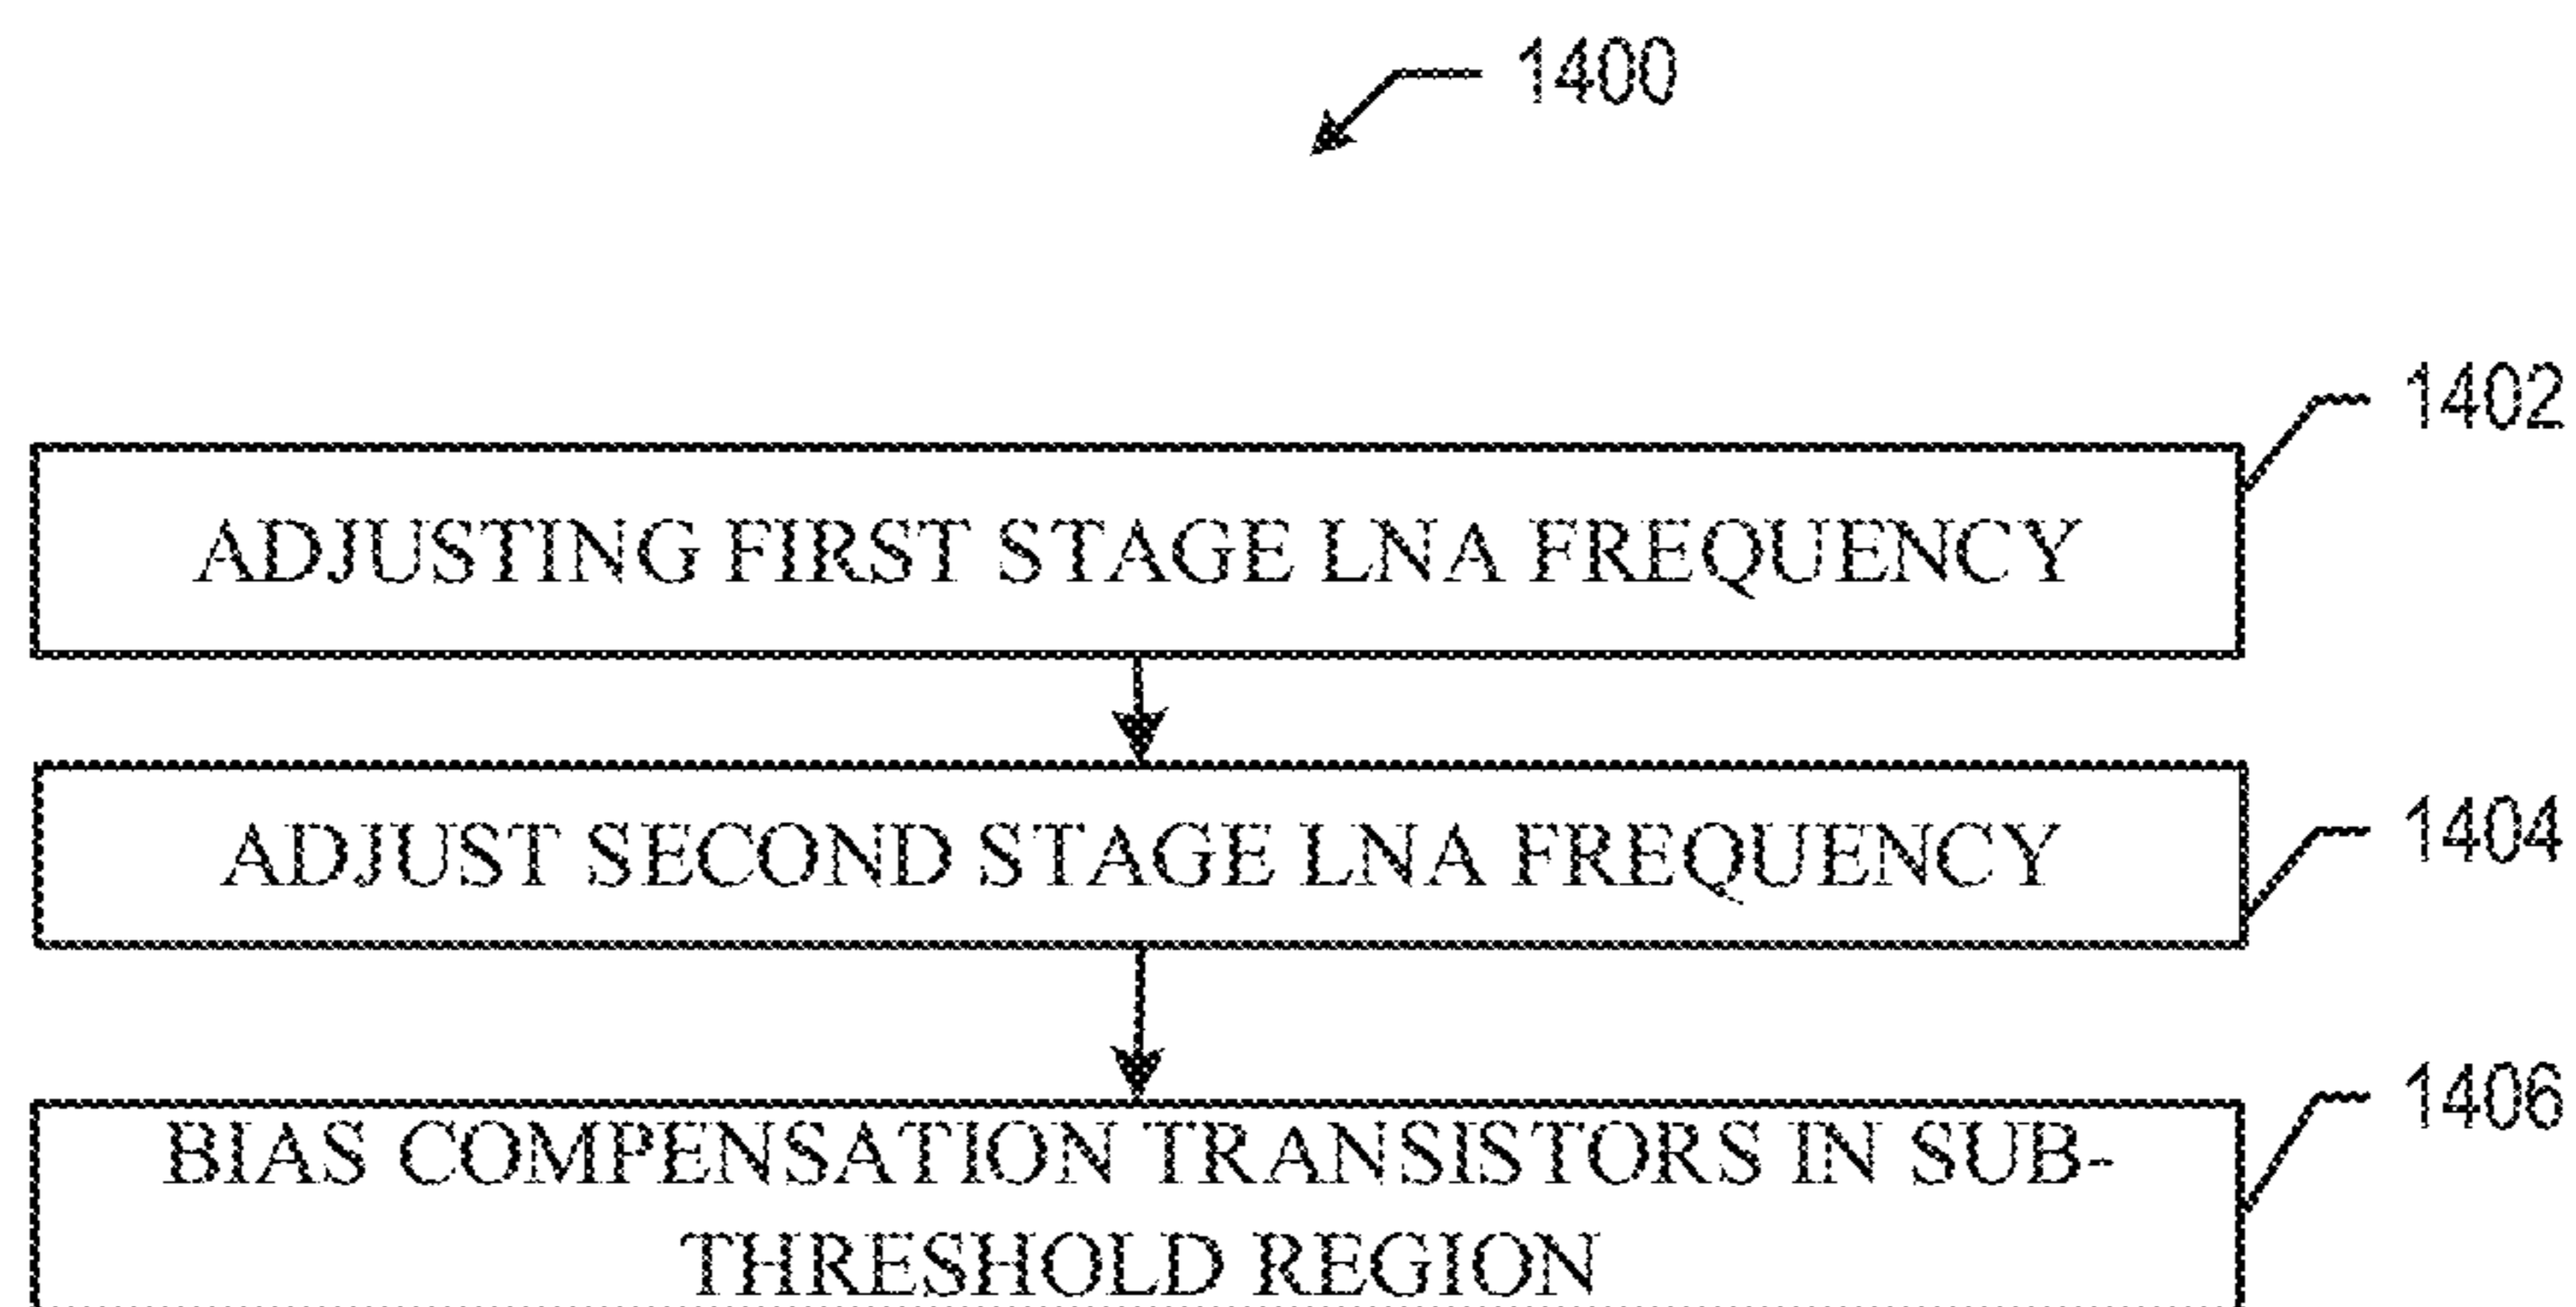 1400
1402
ADJUSTING FIRST STAGE LNA FREQUENCY
ADJUST SECOND STAGE LNA FREQUENCY
1404
1406
BIAS COMPENSATION TRANSISTORS IN SUB-
THRESHOLD REGION